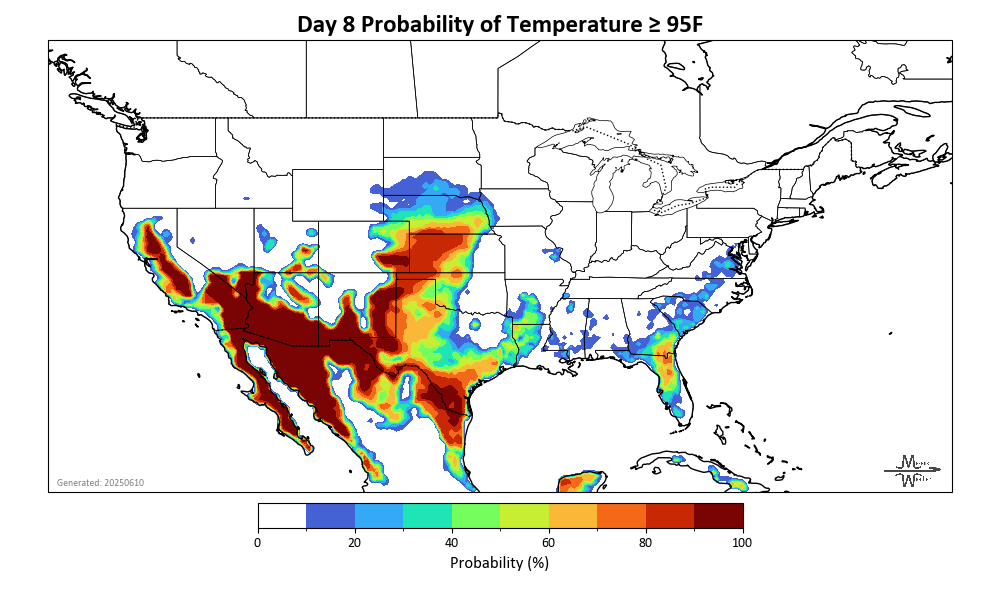 Day 8 Probability of Temperature ≥ 95F
Generated: 20250610
0 20 40 60 80 100
Probability (%)